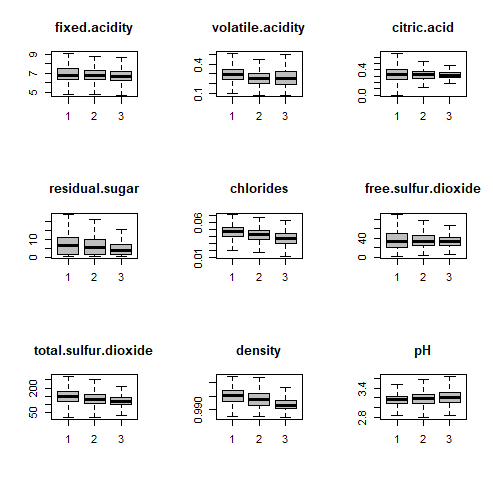 fixed.acidity volatile.acidity citric.acid
5 7 9 0.1 0.4 0.0 0.4
1 2 3 1 2 3 1 2 3
residual.sugar chlorides free.sulfur.dioxide
0 10 0.01 0.06 0 40
1 2 3 1 2 3 1 2 3
total.sulfur.dioxide density pH
50 200 0.990 2.8 3.4
1 2 3 1 2 3 1 2 3